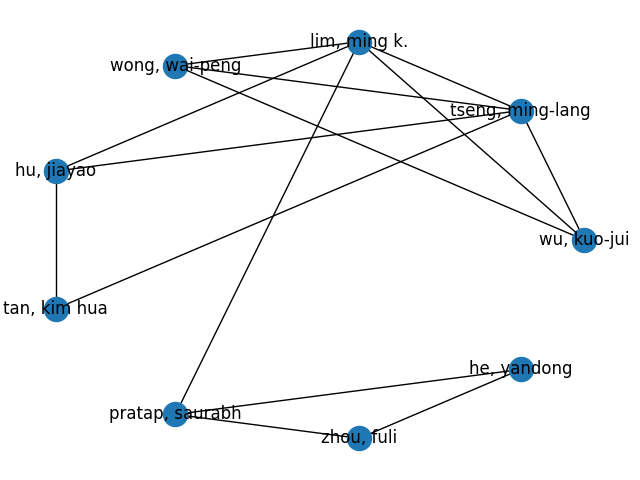 lim, ming k.
wong, wai-peng
tseng, ming-lang
hu, jiayao
wu, kuo-jui
tan, kim hua
he, yandong
pratap, saurabh
zhou, fuli